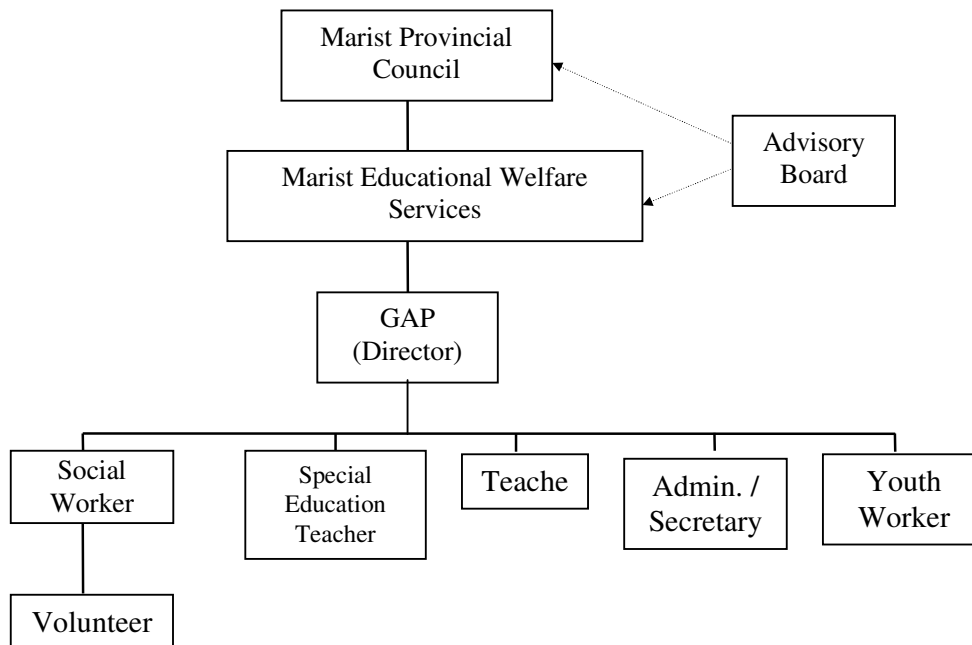 Marist Provincial
Council
Advisory
Board
Marist Educational Welfare
Services
GAP
(Director)
Social
Worker
Special
Education
Teacher
Teache
Admin. /
Secretary
Youth
Worker
Volunteer